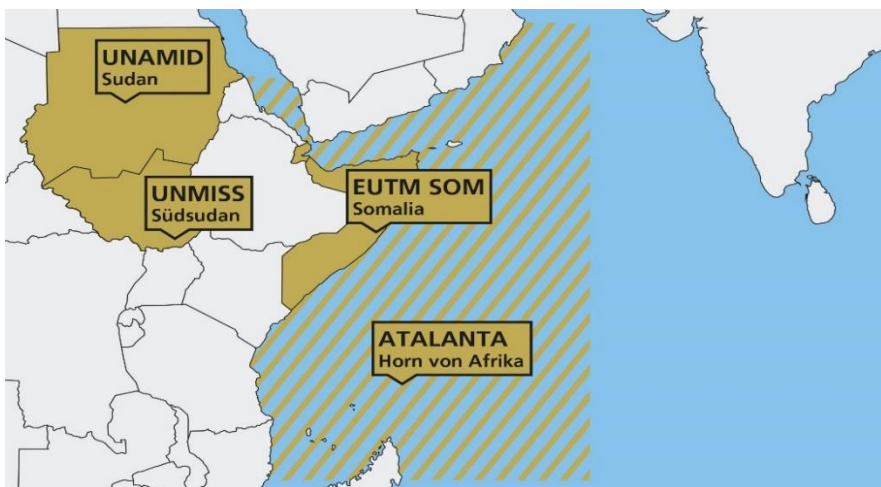 UNAMID
Sudan
UNMISS
Südsudan
EUTM SOM
Somalia
ATALANTA
Horn von Afrika